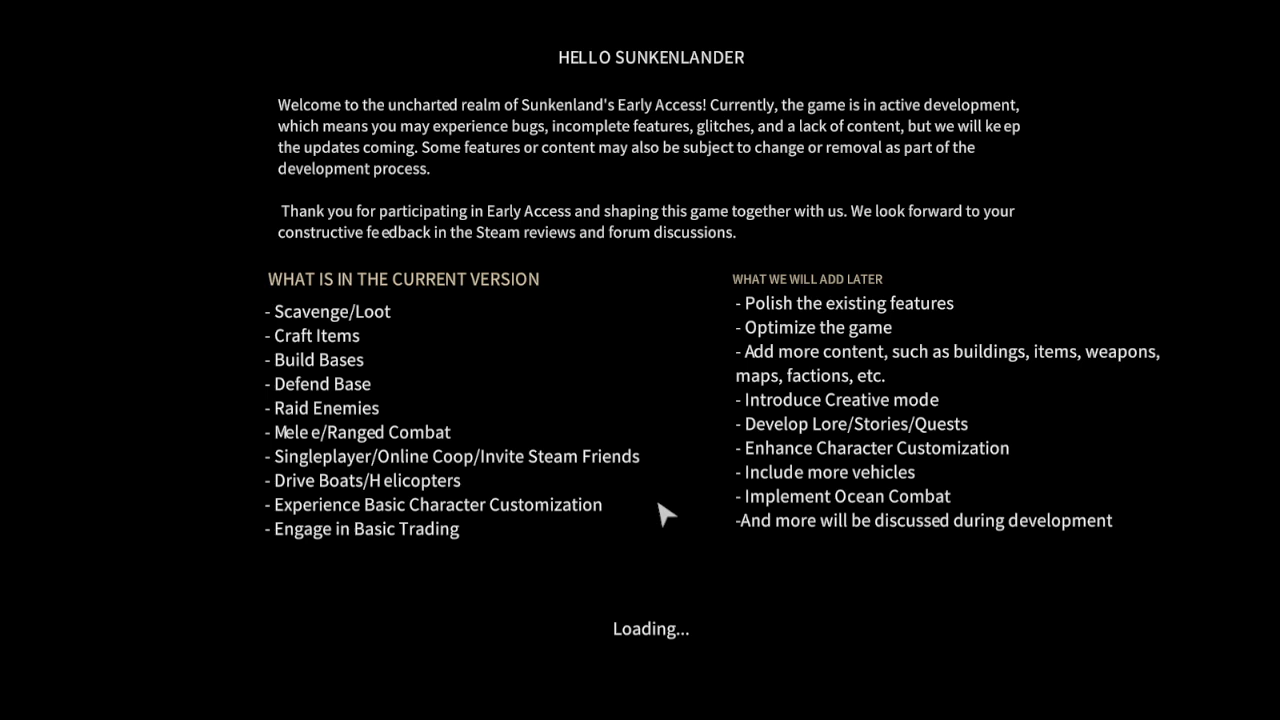 HELLO SUNKENLANDER
Welcome to the uncharted realm of Sunkenland's Early Access! Currently, the game is in active development,
which means you may experience bugs, incomplete features, glitches, and a lack of content, but we will keep
the updates coming. Some features or content may also be subject to change or removal as part of the
development process.
Thank you for participating in Early Access and shaping this game together with us. We look forward to your
constructive feedback in the Steam reviews and forum discussions.
WHAT IS IN THE CURRENT VERSION
- Scavenge/Loot
- Craft Items
- Build Bases
- Defend Base
- Raid Enemies
- Melee/Ranged Combat
- Singleplayer/Online Coop/Invite Steam Friends
- Drive Boats/Helicopters
- Experience Basic Character Customization
- Engage in Basic Trading
WHAT WE WILL ADD LATER
- Polish the existing features
- Optimize the game
- Add more content, such as buildings, items, weapons,
maps, factions, etc.
- Introduce Creative mode
- Develop Lore/Stories/Quests
- Enhance Character Customization
- Include more vehicles
- Implement Ocean Combat
-And more will be discussed during development
Loading...